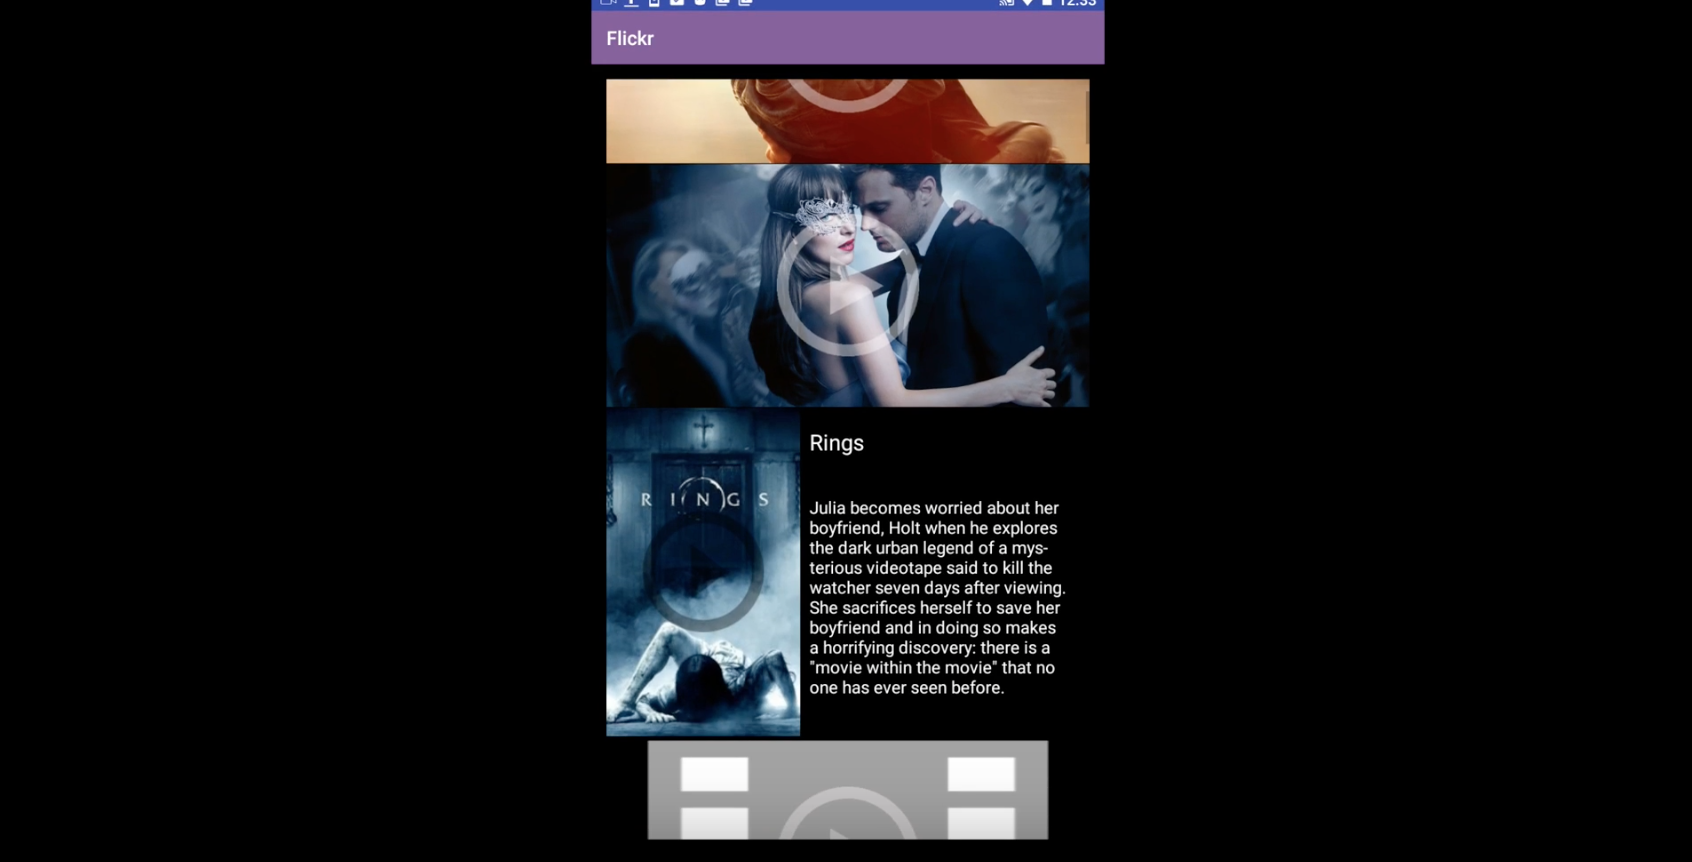 12:33
Flickr
Rings
RINGS
Julia becomes worried about her
boyfriend, Holt when he explores
the dark urban legend of a mys-
terious videotape said to kill the
watcher seven days after viewing.
She sacrifices herself to save her
boyfriend and in doing so makes
a horrifying discovery: there is a
"movie within the movie" that no
one has ever seen before.